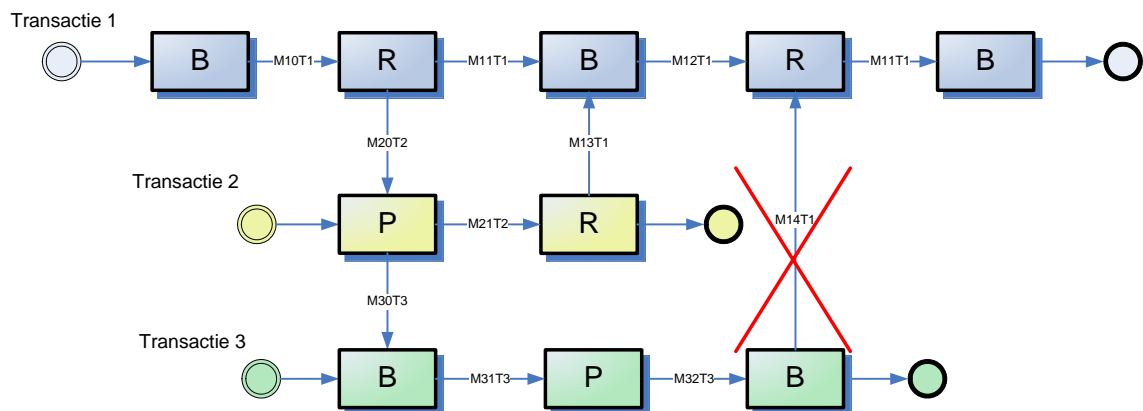 Transactie 1
B M10T1 R M11T1 B M12T1 R M11T1 B
M20T2 M13T1
Transactie 2
P M21T2 R M14T1
M30T3
Transactie 3
B M31T3 P M32T3 B